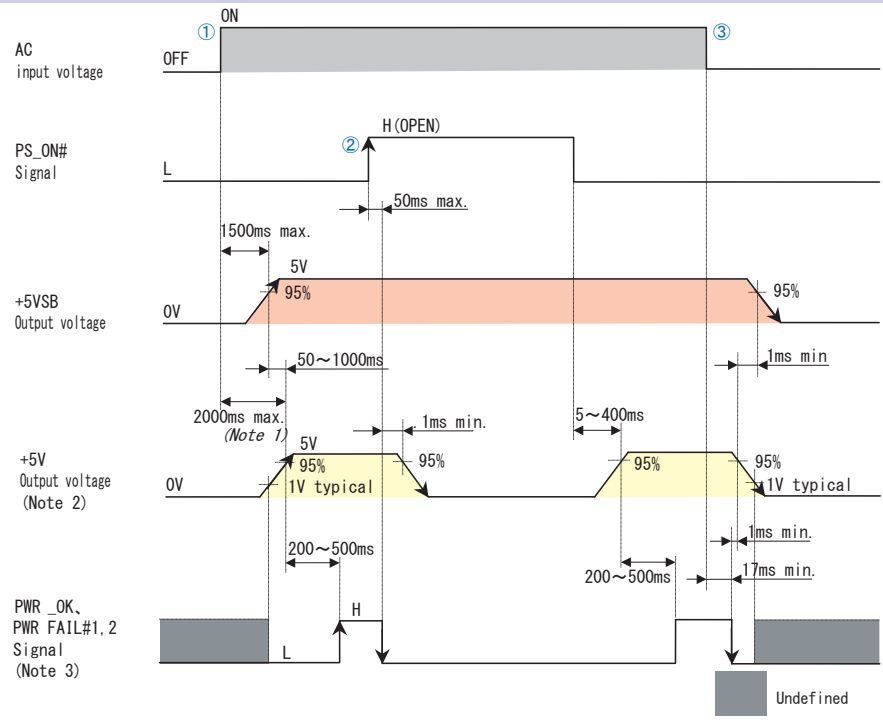 ON
①
③
AC
input voltage
OFF
H(OPEN)
②
PS_ON#
Signal
L
50ms max.
1500ms max.
5V
95%
95%
+5VSB
Output voltage
0V
50~1000ms
1ms min
2000ms max.
(Note 1)
1ms min.
5~400ms
5V
+5V
Output voltage
(Note 2)
0V
95%
95%
95%
95%
1V typical
1V typical
1ms min.
200~500ms
200~500ms
17ms min.
PWR _OK、
PWR FAIL#1,2
Signal
(Note 3)
H
L
Undefined